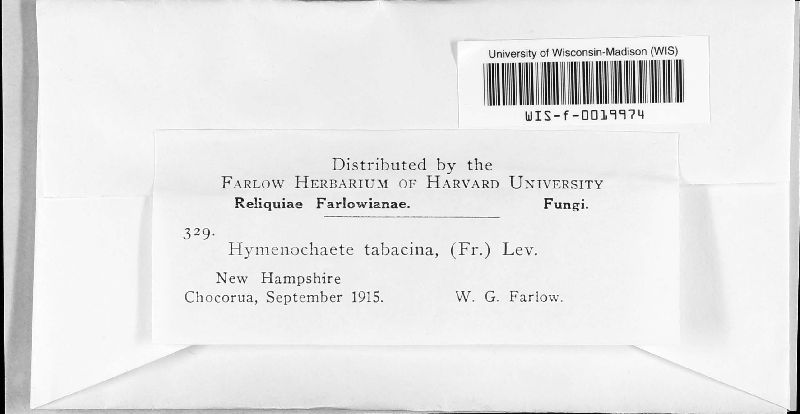 University of Wisconsin-Madison (WIS)
WIS-f-0019974
Distributed by the
FARLOW HERBARIUM OF HARVARD UNIVERSITY
Reliquiae Farlowianae. Fungi.
329.
Hymenochaete tabacina, (Fr.) Lev.
New Hampshire
Chocorua, September 1915. W. G. Farlow.